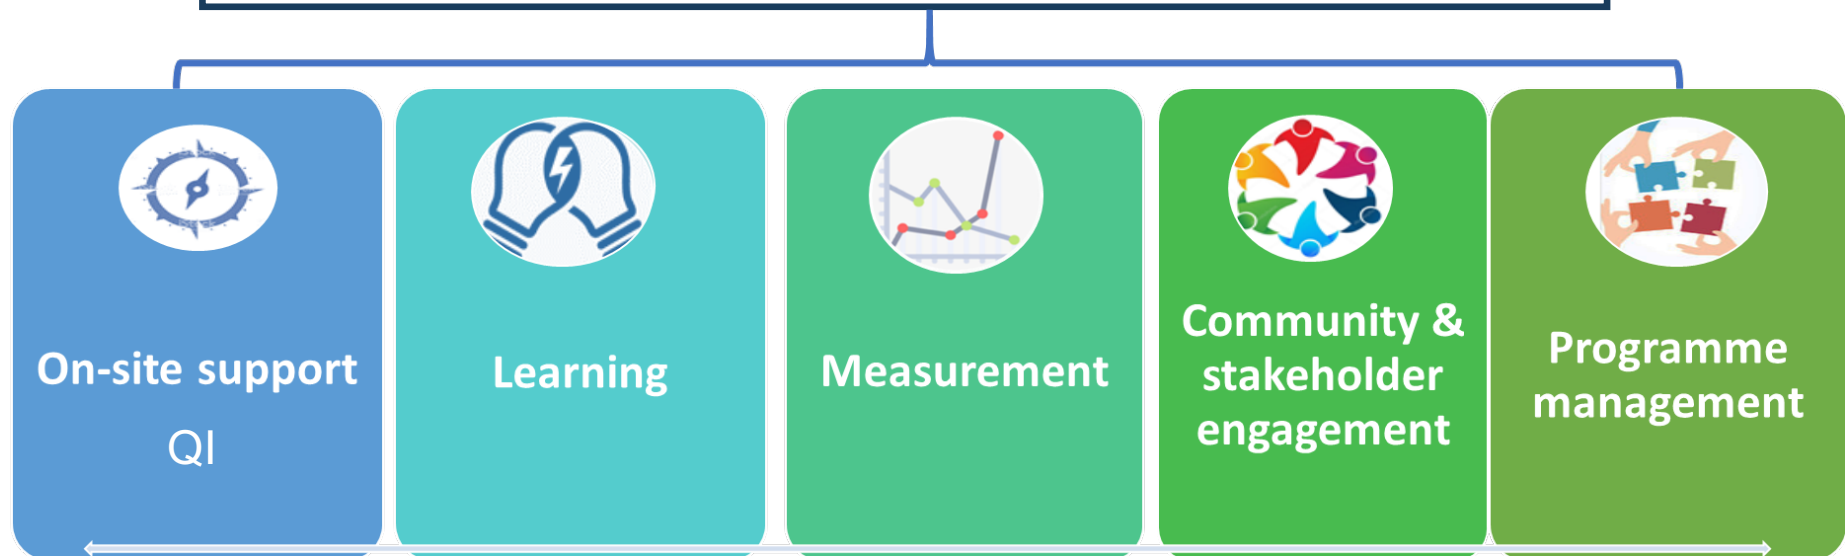 On-site support
QI
Learning
Measurement
Community &
stakeholder
engagement
Programme
management